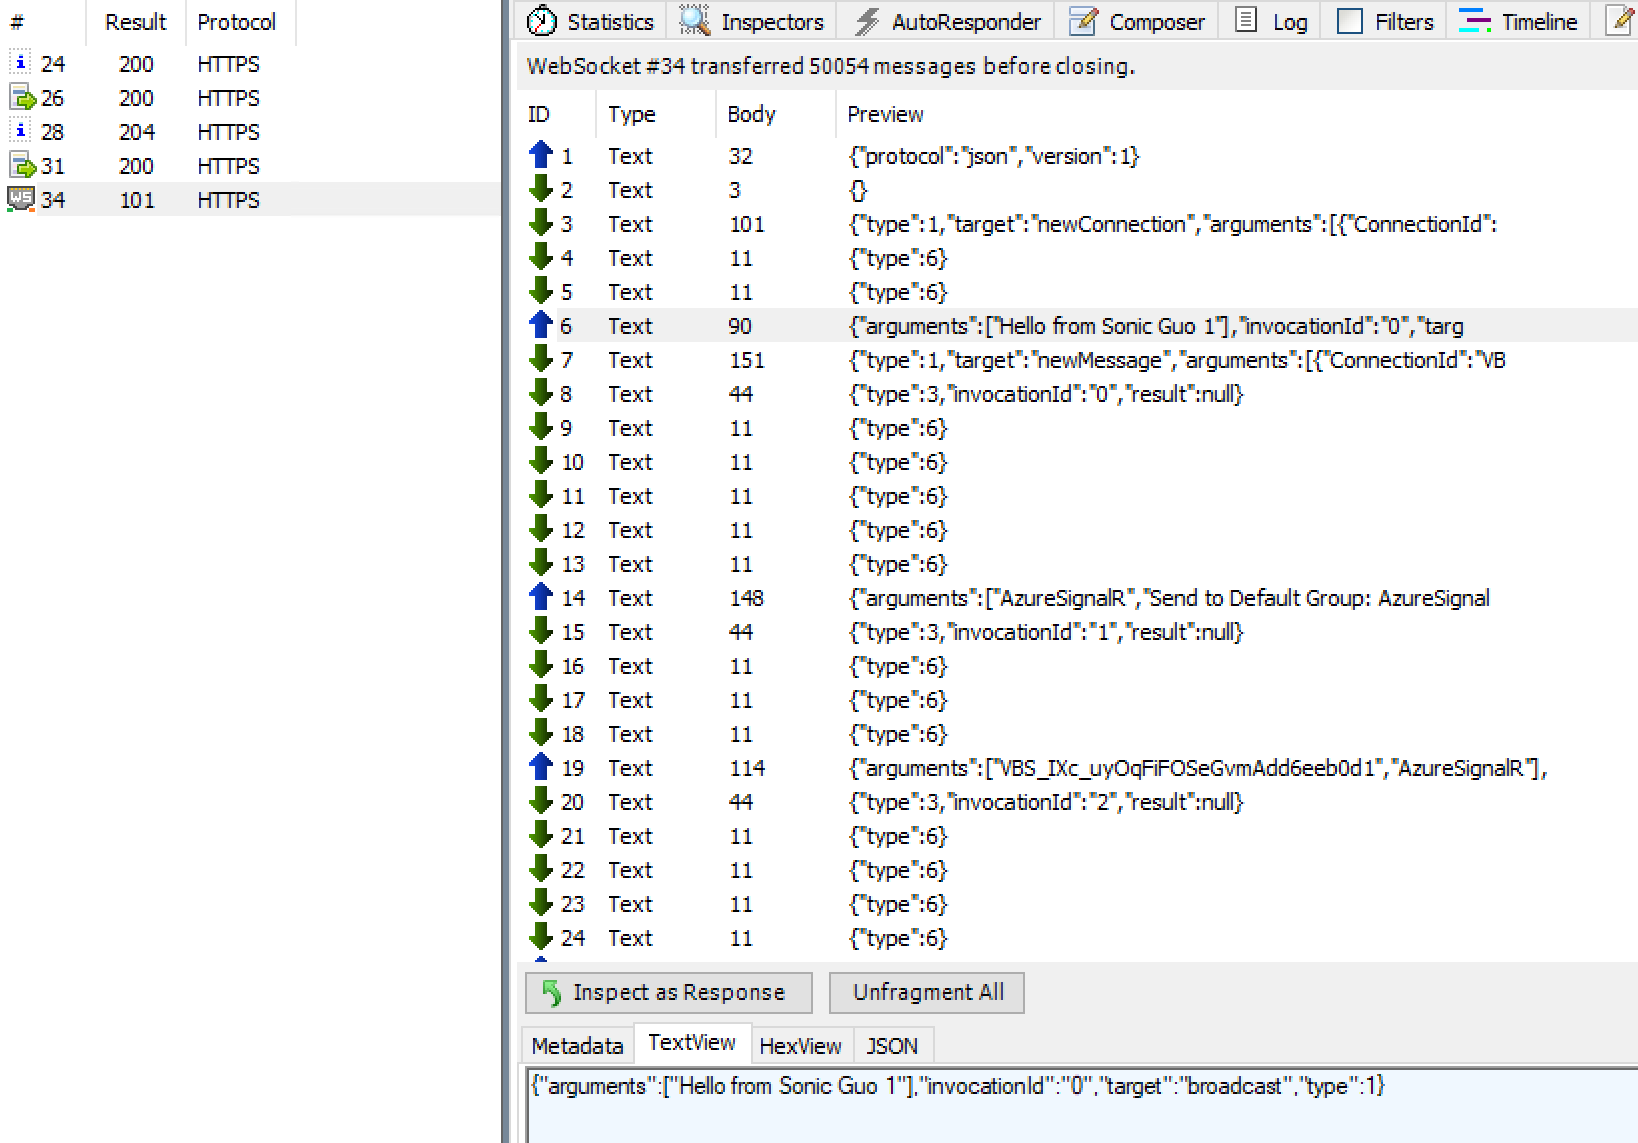 # Result Protocol
24 200 HTTPS
26 200 HTTPS
28 204 HTTPS
31 200 HTTPS
34 101 HTTPS
Statistics Inspectors AutoResponder Composer Log Filters Timeline
WebSocket #34 transferred 50054 messages before closing.
ID Type Body Preview
1 Text 32 {"protocol":"json","version":1}
2 Text 3 {}
3 Text 101 {"type":1,"target":"newConnection","arguments":[{"ConnectionId":
4 Text 11 {"type":6}
5 Text 11 {"type":6}
6 Text 90 {"arguments":["Hello from Sonic Guo 1"],"invocationId":"0","targ
7 Text 151 {"type":1,"target":"newMessage","arguments":[{"ConnectionId":"VB
8 Text 44 {"type":3,"invocationId":"0","result":null}
9 Text 11 {"type":6}
10 Text 11 {"type":6}
11 Text 11 {"type":6}
12 Text 11 {"type":6}
13 Text 11 {"type":6}
14 Text 148 {"arguments":["AzureSignalR","Send to Default Group: AzureSignal
15 Text 44 {"type":3,"invocationId":"1","result":null}
16 Text 11 {"type":6}
17 Text 11 {"type":6}
18 Text 11 {"type":6}
19 Text 114 {"arguments":["VBS_IXc_uyOqFiFOSeGvmAdd6eeb0d1","AzureSignalR"],
20 Text 44 {"type":3,"invocationId":"2","result":null}
21 Text 11 {"type":6}
22 Text 11 {"type":6}
23 Text 11 {"type":6}
24 Text 11 {"type":6}
Inspect as Response Unfragment All
Metadata TextView HexView JSON
{"arguments":["Hello from Sonic Guo 1"],"invocationId":"0","target":"broadcast","type":1}